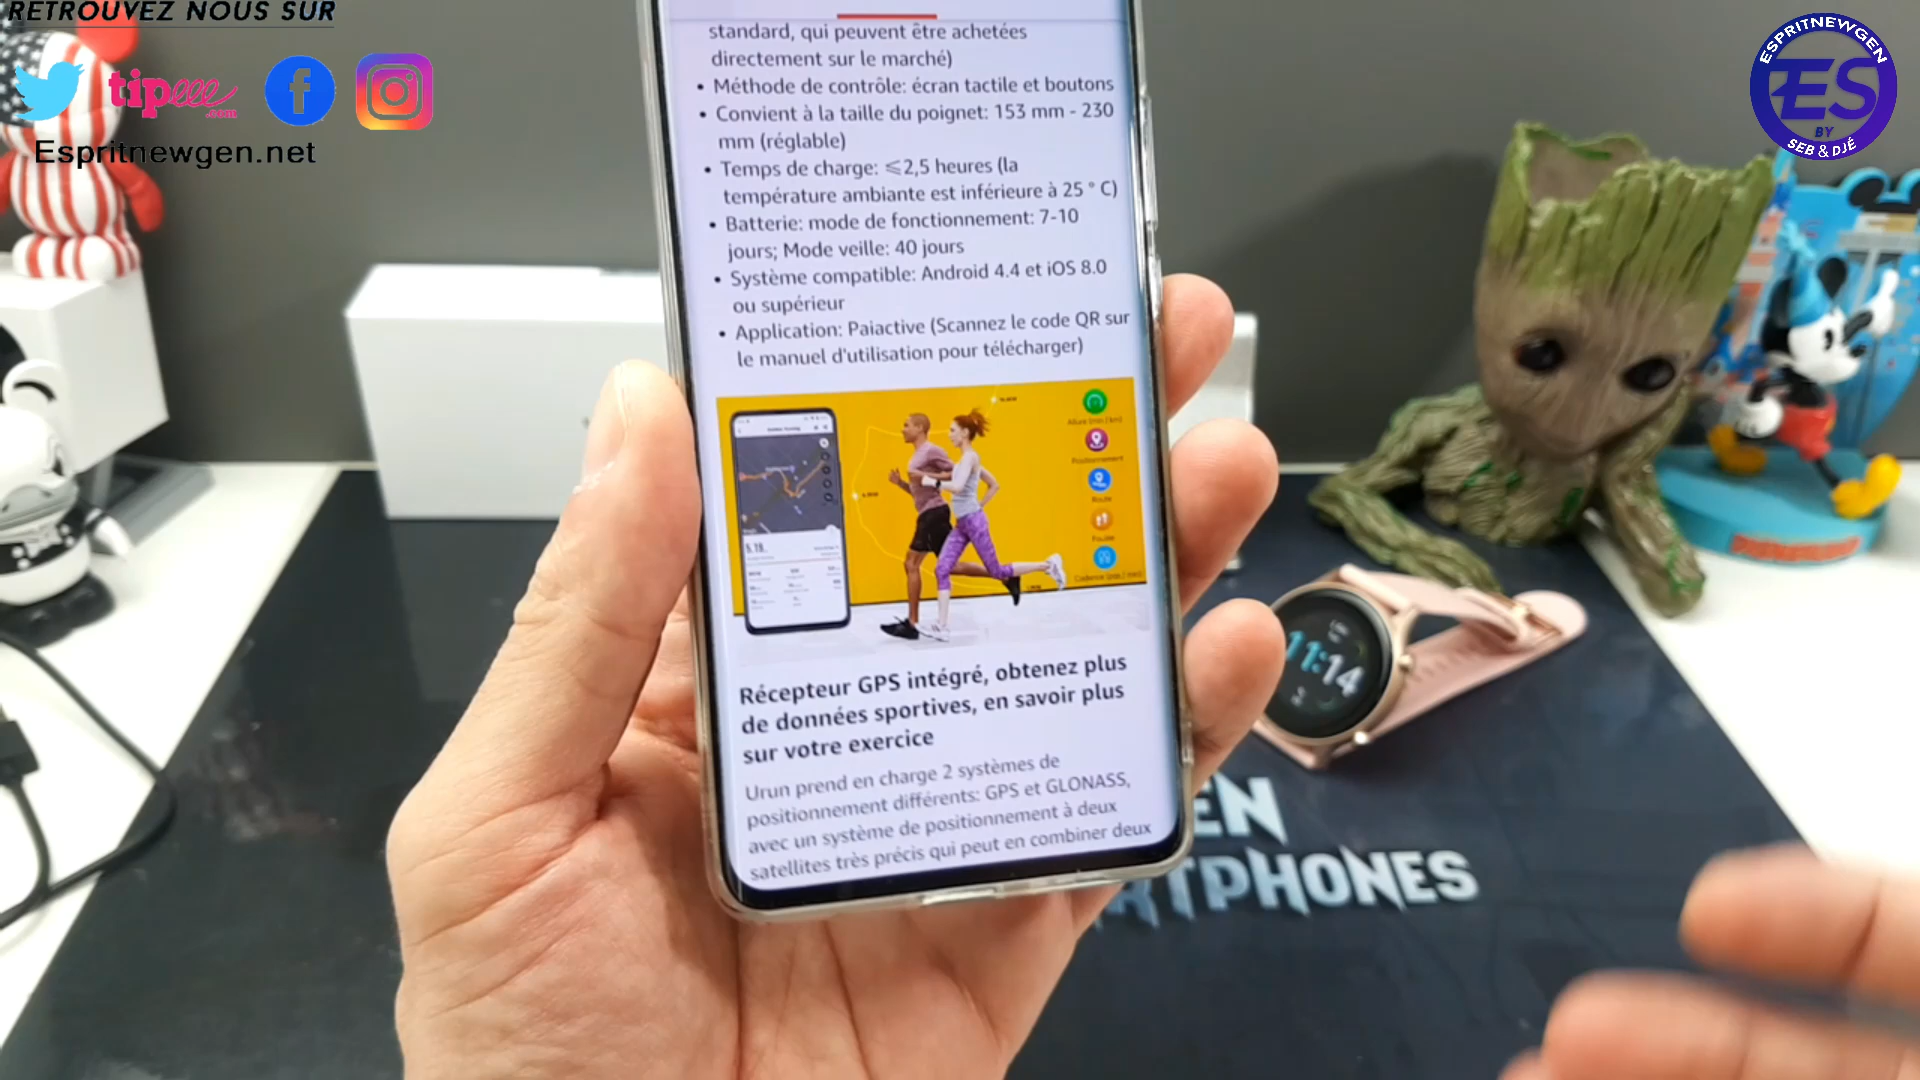 RETROUVEZ NOUS SUR
tipeee
.com
Espritnewgen.net
ESPRITNEWGEN
ES
BY
SEB & DJÉ
standard, qui peuvent être achetées
directement sur le marché)
• Méthode de contrôle: écran tactile et boutons
• Convient à la taille du poignet: 153 mm - 230
mm (réglable)
• Temps de charge: ⩽2,5 heures (la
température ambiante est inférieure à 25 ° C)
• Batterie: mode de fonctionnement: 7-10
jours; Mode veille: 40 jours
• Système compatible: Android 4.4 et iOS 8.0
ou supérieur
• Application: Paiactive (Scannez le code QR sur
le manuel d'utilisation pour télécharger)
Positionnement
Route
Foulée
5.19
Récepteur GPS intégré, obtenez plus
de données sportives, en savoir plus
sur votre exercice
Urun prend en charge 2 systèmes de
positionnement différents: GPS et GLONASS,
avec un système de positionnement à deux
satellites très précis qui peut en combiner deux
11:14
EN
RTPHONES